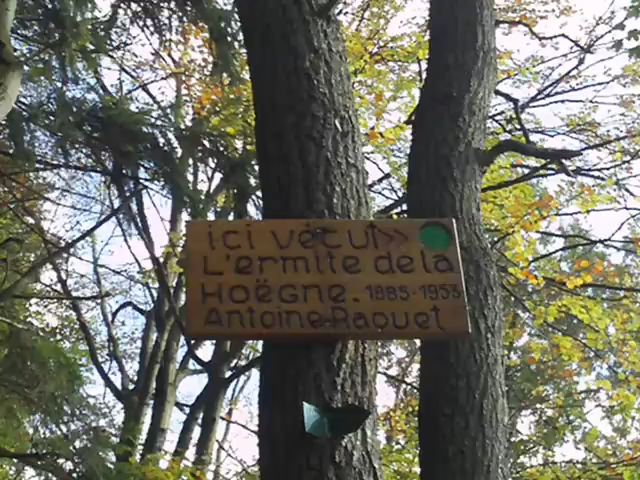 ici vécut>>
L'ermite de la
HoëGne. 1885-1953
Antoine Raquet